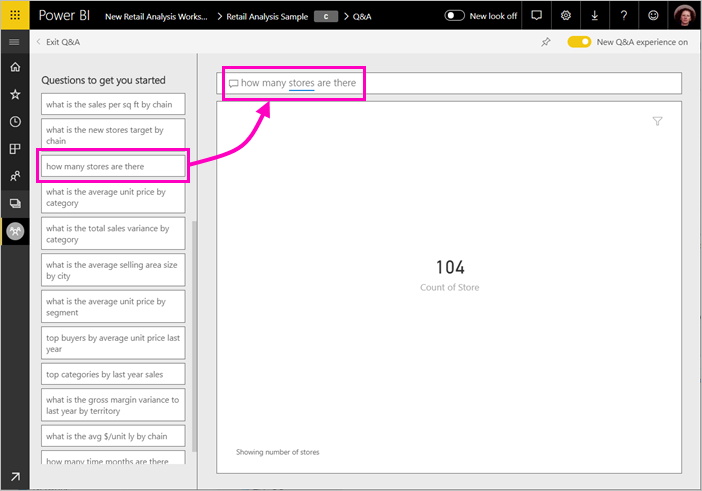 Power BI
New Retail Analysis Works...
Retail Analysis Sample
C
Q&A
New look off
?
Exit Q&A
New Q&A experience on
Questions to get you started
what is the sales per sq ft by chain
what is the new stores target by
chain
how many stores are there
what is the average unit price by
category
what is the total sales variance by
category
what is the average selling area size
by city
what is the average unit price by
segment
top buyers by average unit price last
year
top categories by last year sales
what is the gross margin variance to
last year by territory
what is the avg $/unit ly by chain
how many time months are there
how many stores are there
104
Count of Store
Showing number of stores